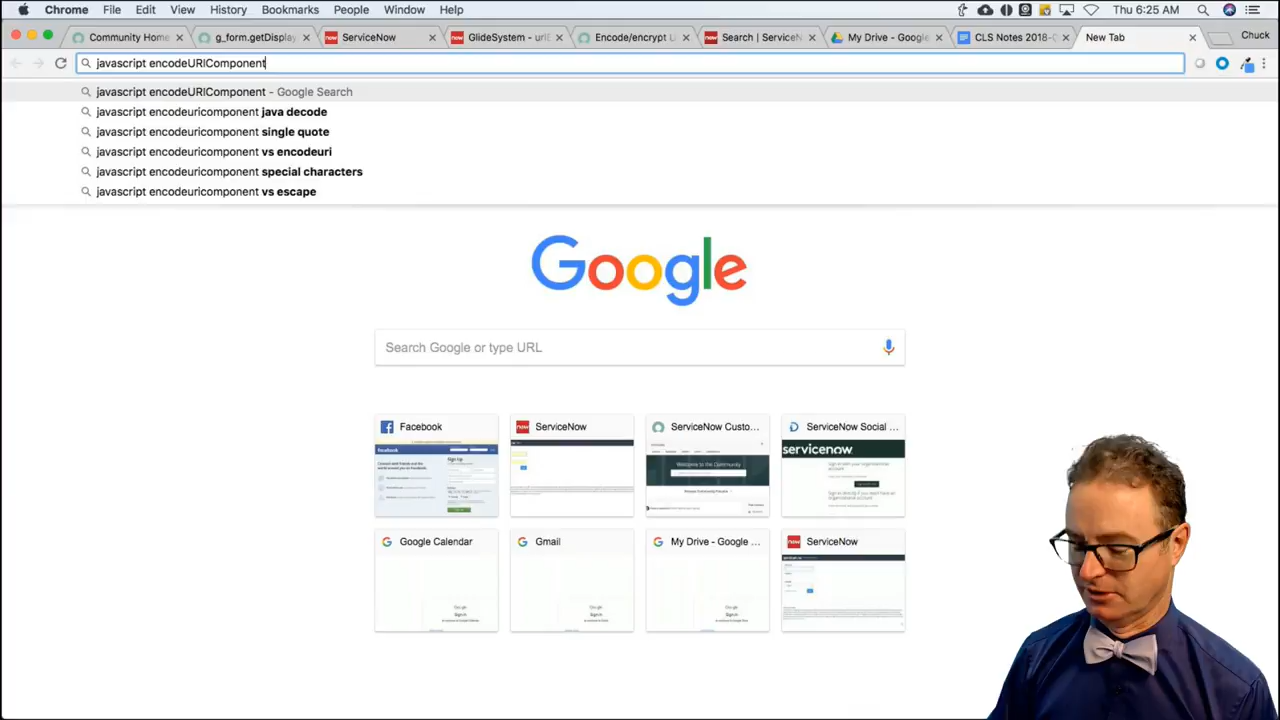 Chrome File Edit View History Bookmarks People Window Help Thu 6:25 AM
Community Home g_form.getDispla ServiceNow GlideSystem - urlE Encode/encrypt U Search | ServiceN My Drive - Google CLS Notes 2018- New Tab Chuck
javascript encodeURIComponent
javascript encodeURIComponent - Google Search
javascript encodeuricomponent java decode
javascript encodeuricomponent single quote
javascript encodeuricomponent vs encodeuri
javascript encodeuricomponent special characters
javascript encodeuricomponent vs escape
Google
Search Google or type URL
Facebook ServiceNow ServiceNow Custo... ServiceNow Social ...
servicenow
Google Calendar Gmail My Drive - Google ... ServiceNow